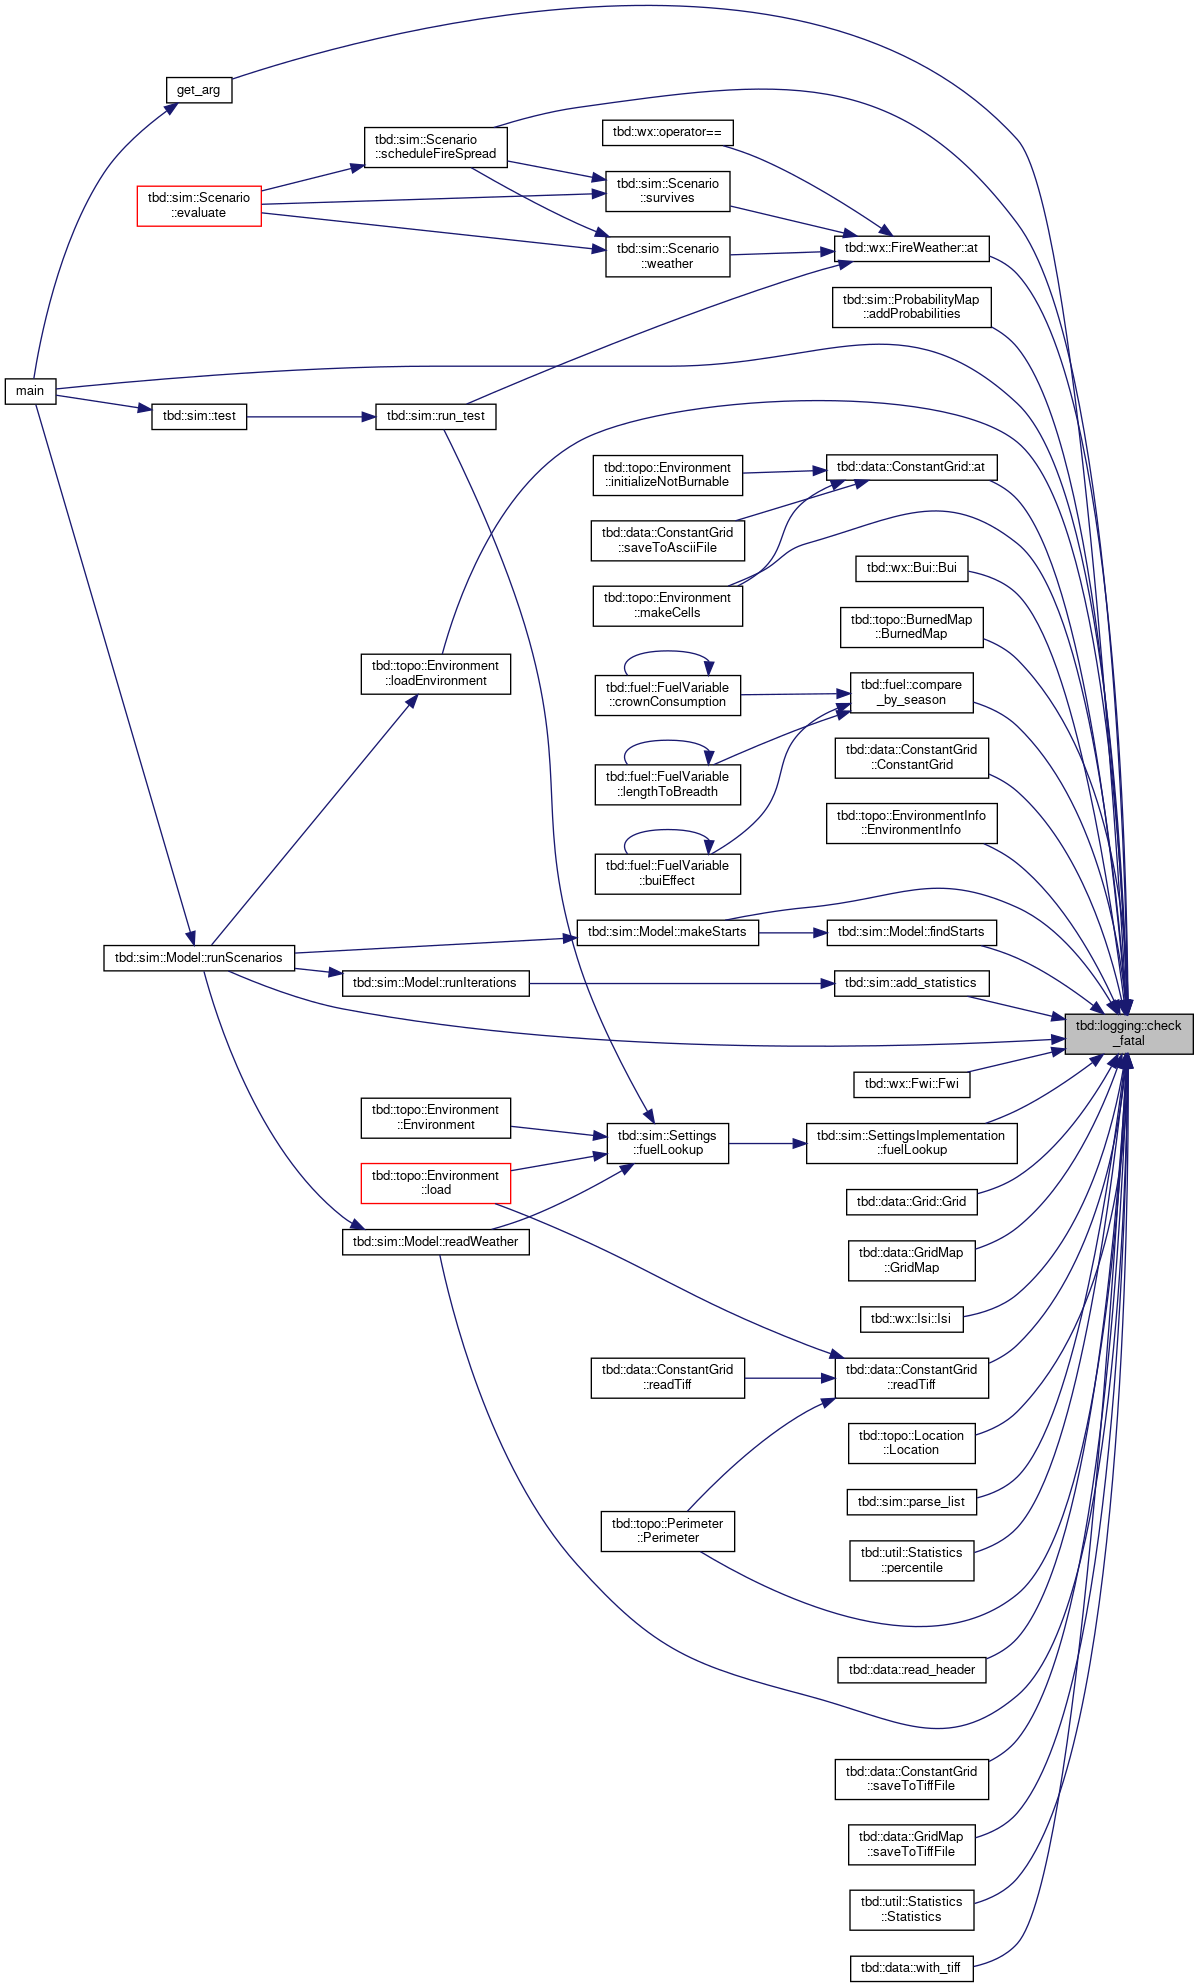 get_arg
tbd::sim::Scenario
::scheduleFireSpread
tbd::wx::operator==
tbd::sim::Scenario
::evaluate
tbd::sim::Scenario
::survives
tbd::sim::Scenario
::weather
tbd::wx::FireWeather::at
tbd::sim::ProbabilityMap
::addProbabilities
main
tbd::sim::test
tbd::sim::run_test
tbd::topo::Environment
::initializeNotBurnable
tbd::data::ConstantGrid::at
tbd::data::ConstantGrid
::saveToAsciiFile
tbd::wx::Bui::Bui
tbd::topo::Environment
::makeCells
tbd::topo::BurnedMap
::BurnedMap
tbd::topo::Environment
::loadEnvironment
tbd::fuel::FuelVariable
::crownConsumption
tbd::fuel::compare
_by_season
tbd::data::ConstantGrid
::ConstantGrid
tbd::fuel::FuelVariable
::lengthToBreadth
tbd::topo::EnvironmentInfo
::EnvironmentInfo
tbd::fuel::FuelVariable
::buiEffect
tbd::sim::Model::makeStarts
tbd::sim::Model::findStarts
tbd::sim::Model::runScenarios
tbd::sim::Model::runIterations
tbd::sim::add_statistics
tbd::logging::check
_fatal
tbd::wx::Fwi::Fwi
tbd::topo::Environment
::Environment
tbd::sim::Settings
::fuelLookup
tbd::sim::SettingsImplementation
::fuelLookup
tbd::topo::Environment
::load
tbd::data::Grid::Grid
tbd::sim::Model::readWeather
tbd::data::GridMap
::GridMap
tbd::wx::Isi::Isi
tbd::data::ConstantGrid
::readTiff
tbd::data::ConstantGrid
::readTiff
tbd::topo::Location
::Location
tbd::sim::parse_list
tbd::topo::Perimeter
::Perimeter
tbd::util::Statistics
::percentile
tbd::data::read_header
tbd::data::ConstantGrid
::saveToTiffFile
tbd::data::GridMap
::saveToTiffFile
tbd::util::Statistics
::Statistics
tbd::data::with_tiff